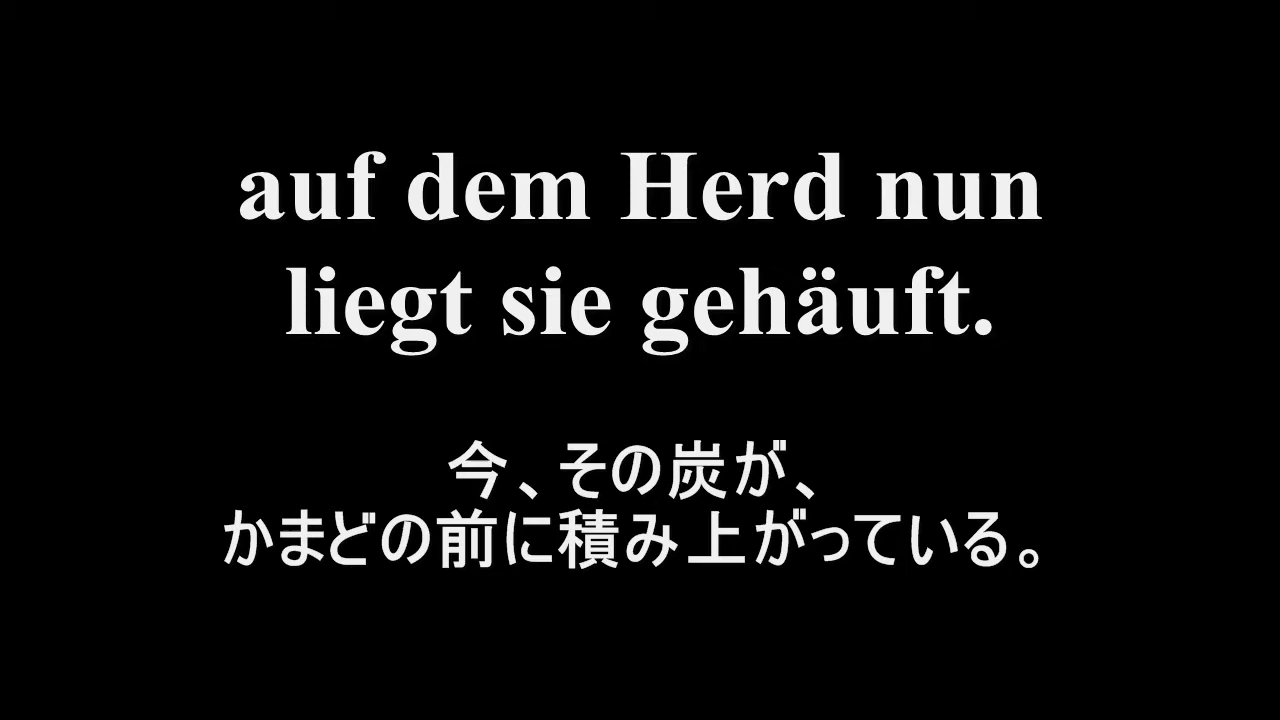 auf dem Herd nun
liegt sie gehäuft.
今、その炭が、
かまどの前に積み上がっている。